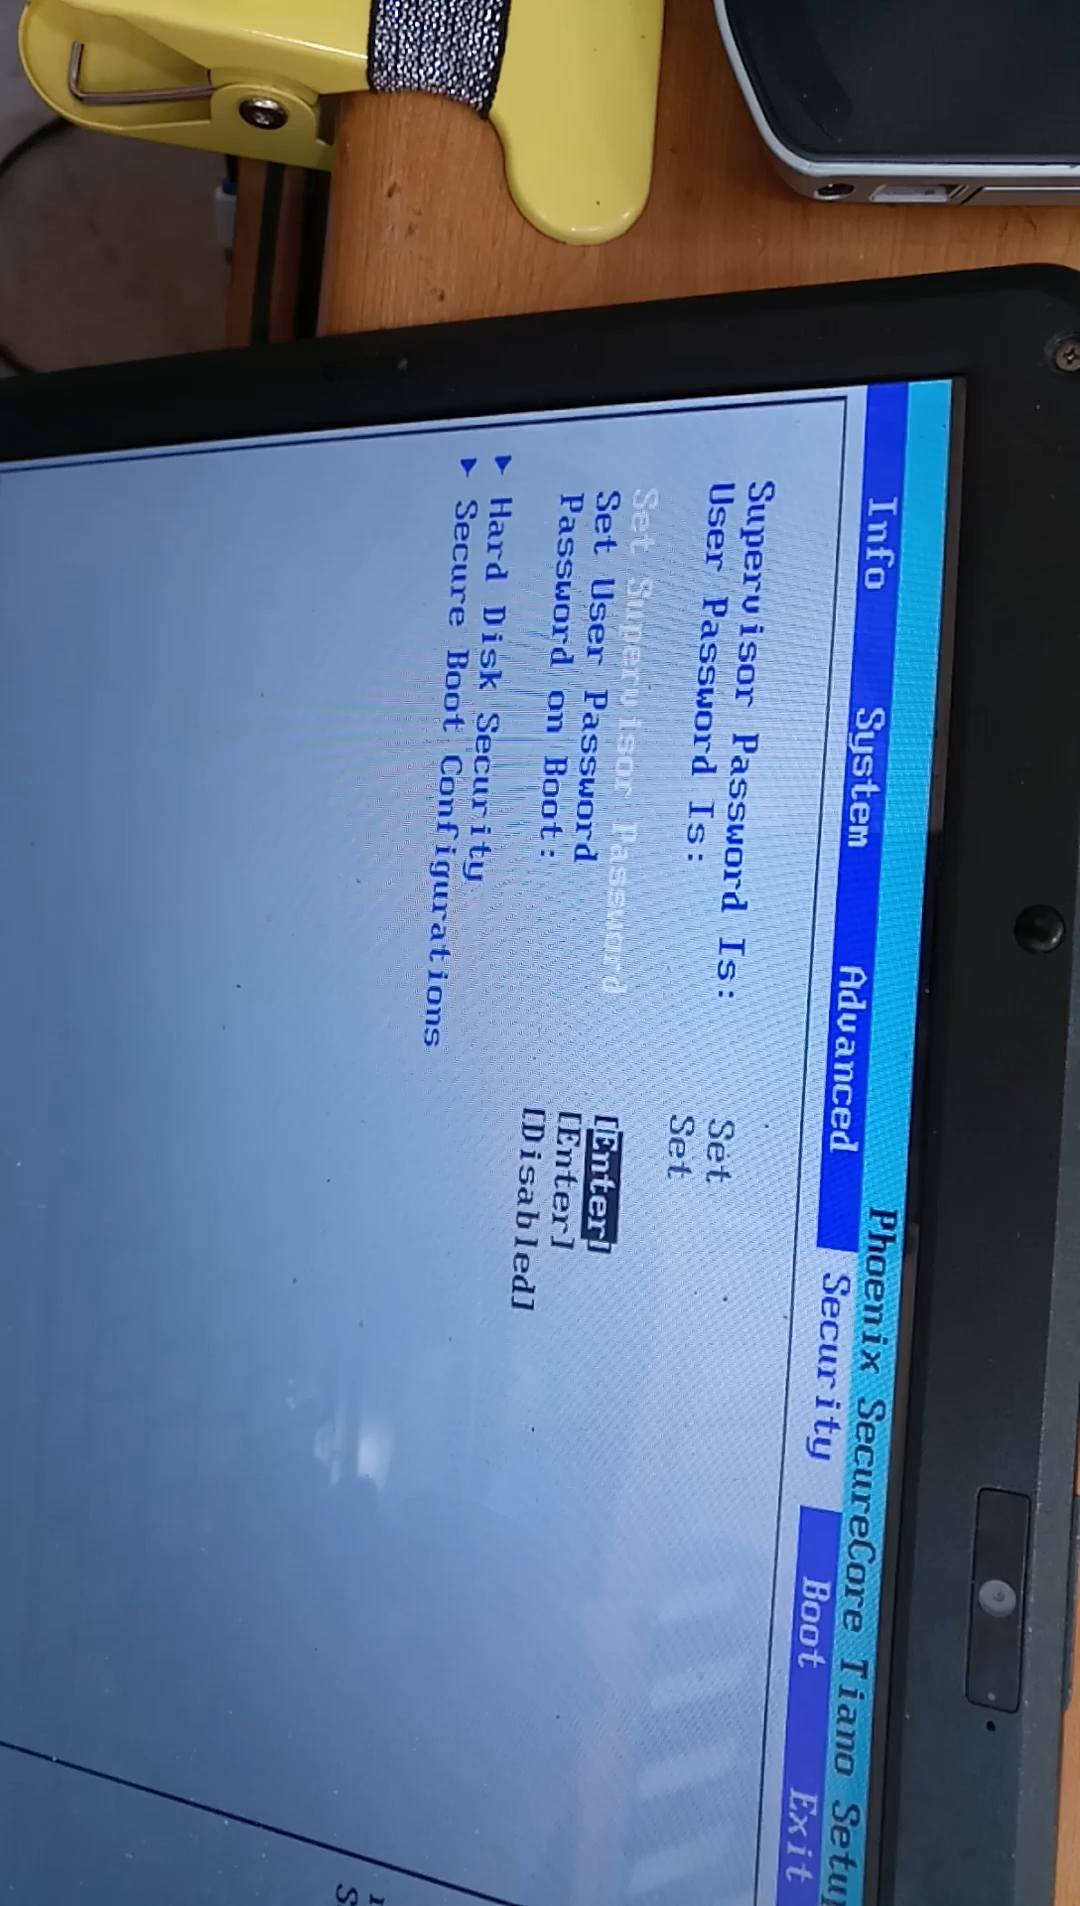 Phoenix SecureCore Tiano Setup
Info System Advanced Security Boot Exit
Supervisor Password Is: Set
User Password Is: Set
Set Supervisor Password [Enter]
Set User Password [Enter]
Password on Boot: [Disabled]
▶ Hard Disk Security
▶ Secure Boot Configurations